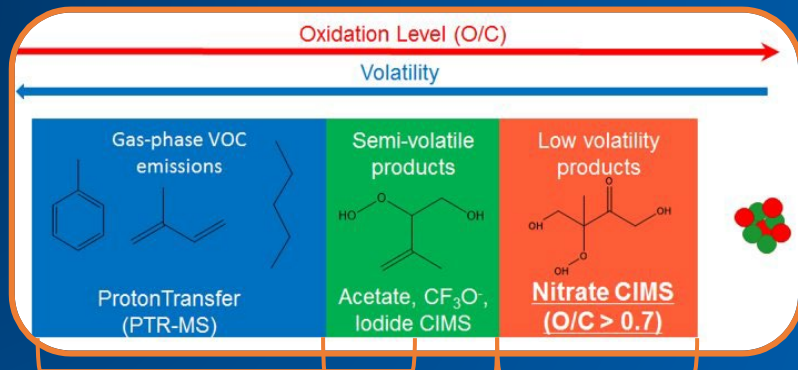 Oxidation Level (O/C)
Volatility
Gas-phase VOC
emissions
Semi-volatile
products
Low volatility
products
HO
O
OH
OH
O
OH
O
OH
ProtonTransfer
(PTR-MS)
Acetate, CF₃O⁻,
Iodide CIMS
Nitrate CIMS
(O/C > 0.7)